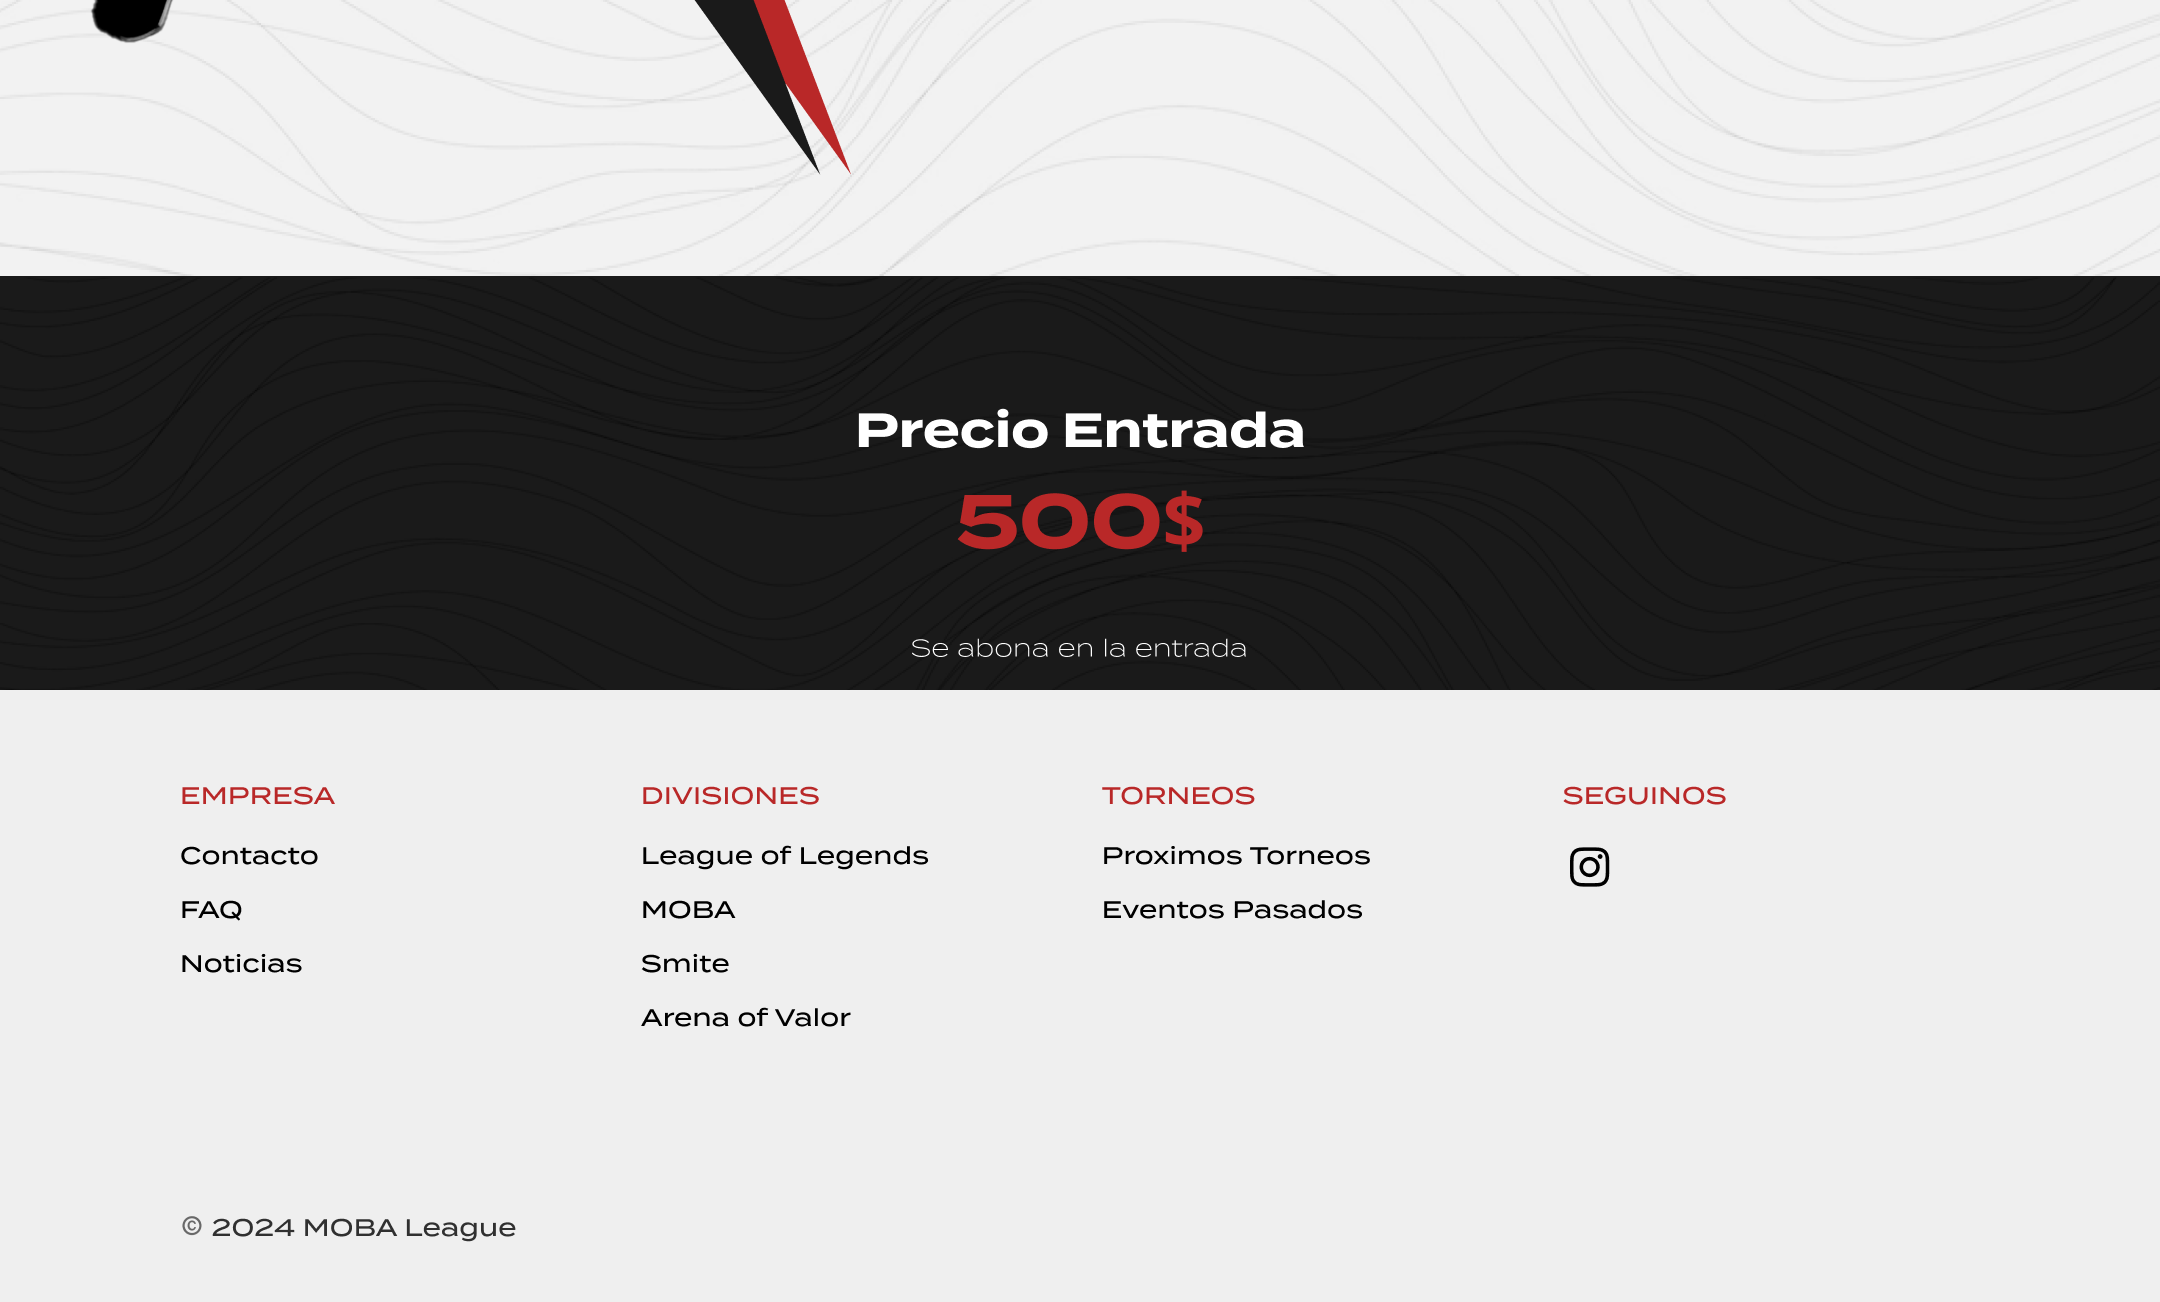 Precio Entrada
500$
Se abona en la entrada
EMPRESA
Contacto
FAQ
Noticias
DIVISIONES
League of Legends
MOBA
Smite
Arena of Valor
TORNEOS
Proximos Torneos
Eventos Pasados
SEGUINOS
© 2024 MOBA League